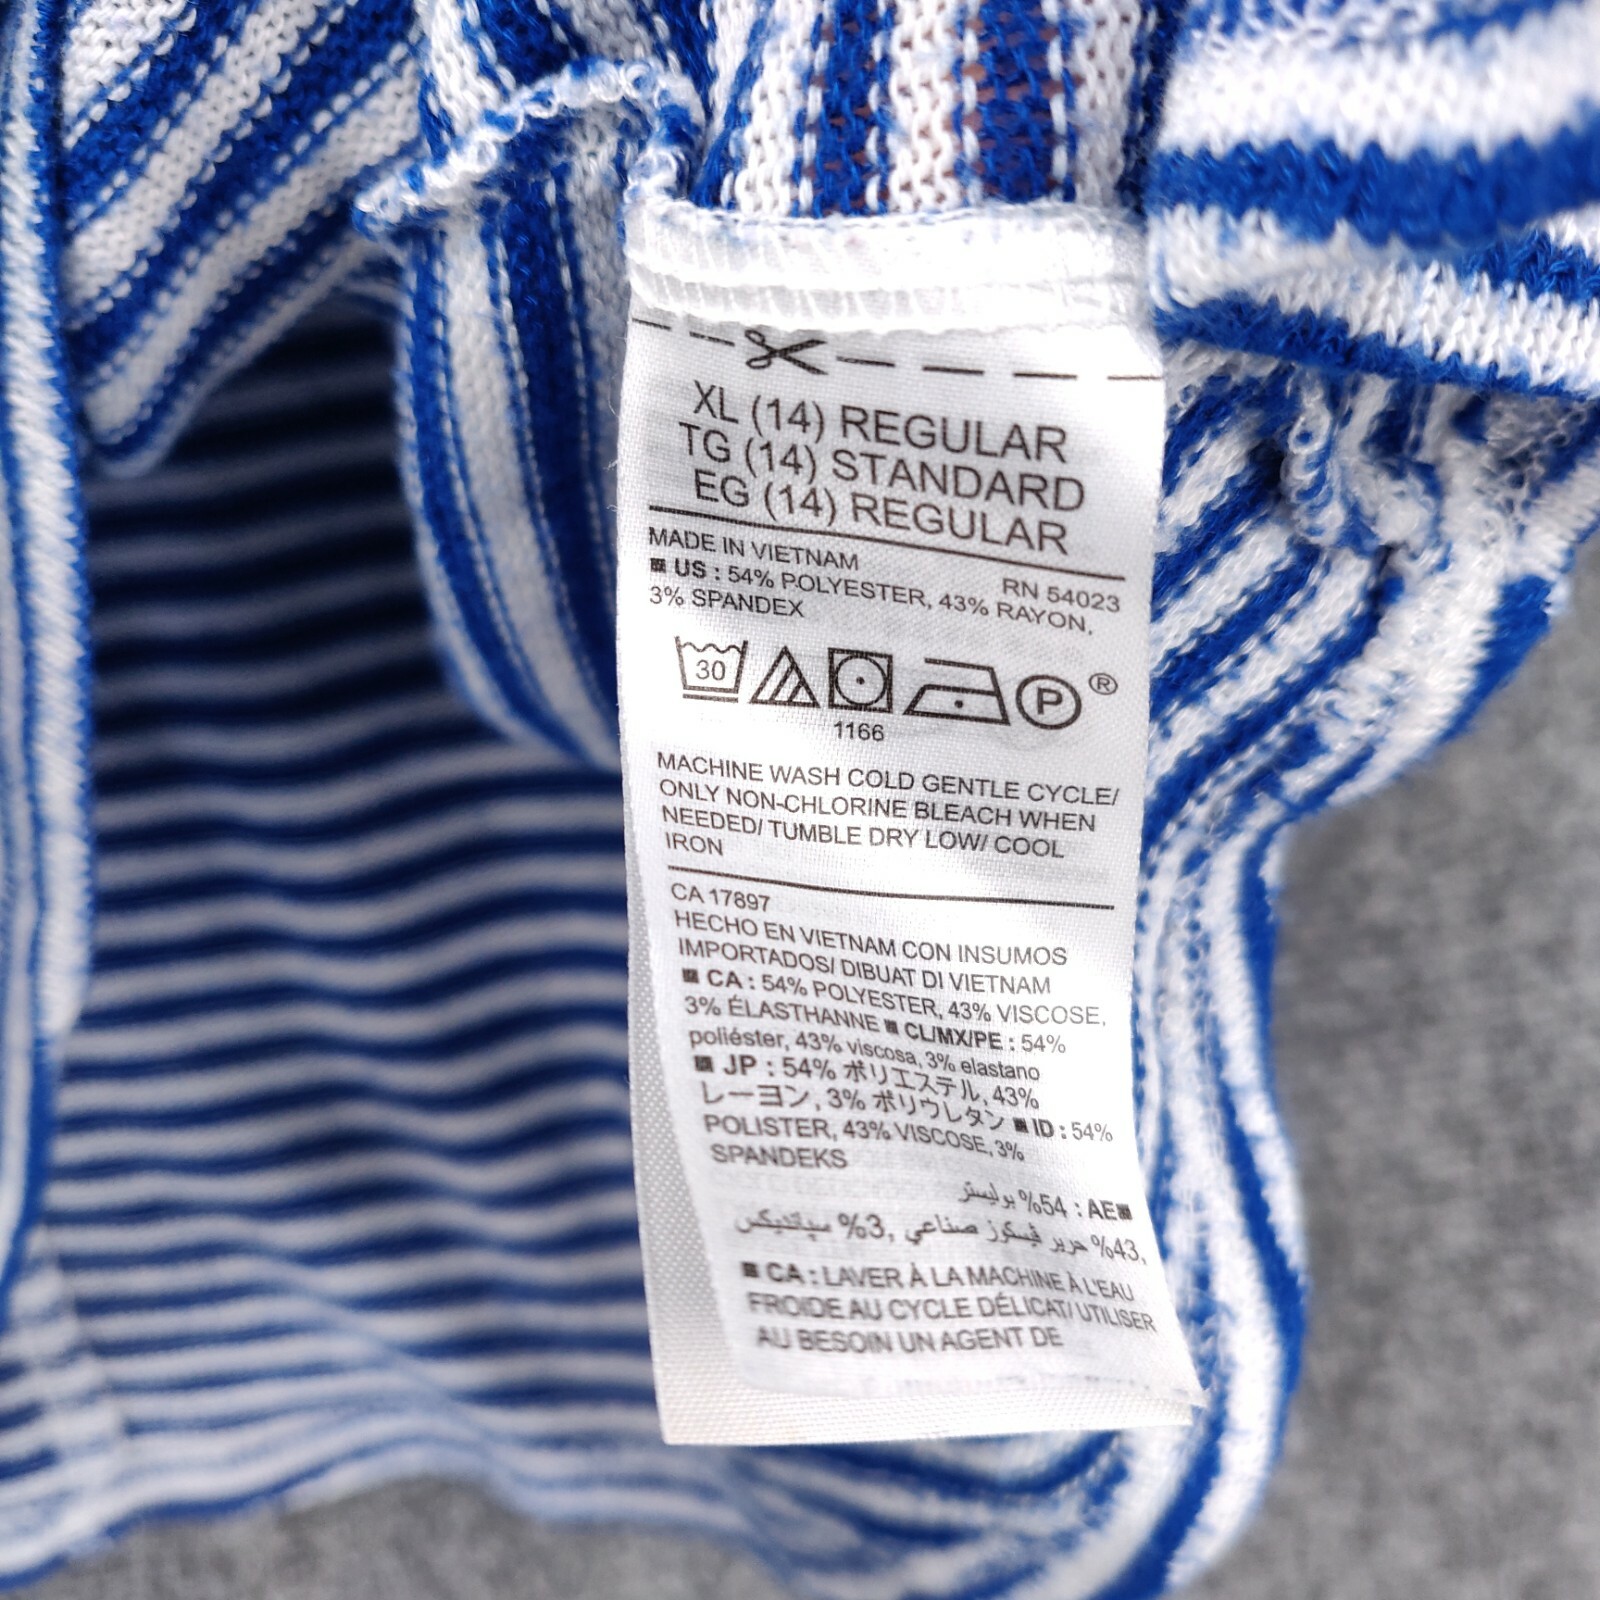 XL (14) REGULAR
TG (14) STANDARD
EG (14) REGULAR
MADE IN VIETNAM
RN 54023
US : 54% POLYESTER, 43% RAYON,
3% SPANDEX
30
P ®
1166
MACHINE WASH COLD GENTLE CYCLE/
ONLY NON-CHLORINE BLEACH WHEN
NEEDED/ TUMBLE DRY LOW/ COOL
IRON
CA 17897
HECHO EN VIETNAM CON INSUMOS
IMPORTADOS/ DIBUAT DI VIETNAM
■ CA : 54% POLYESTER, 43% VISCOSE,
3% ÉLASTHANNE ■ CL/MX/PE : 54%
poliéster, 43% viscosa, 3% elastano
■ JP : 54% ポリエステル, 43%
レーヨン, 3% ポリウレタン ■ ID : 54%
POLISTER, 43% VISCOSE, 3%
SPANDEKS
■AE : 54% بوليستر
43%, حرير ڤيسكوز صناعي, 3% سپانديكس
■ CA : LAVER À LA MACHINE À L'EAU
FROIDE AU CYCLE DÉLICAT/ UTILISER
AU BESOIN UN AGENT DE